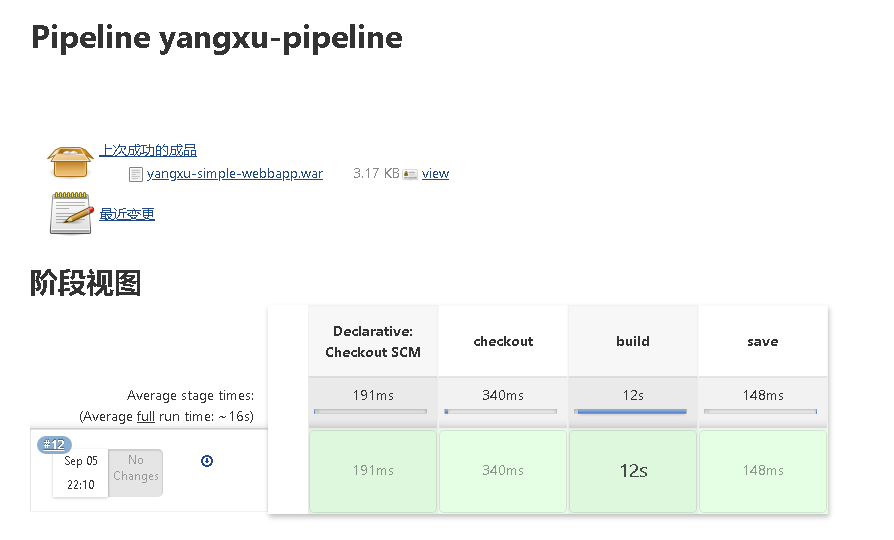 Pipeline yangxu-pipeline
上次成功的成品
yangxu-simple-webbapp.war 3.17 KB view
最近变更
阶段视图
Declarative:
Checkout SCM
checkout
build
save
Average stage times:
191ms 340ms 12s 148ms
(Average full run time: ~16s)
#12
Sep 05
22:10
No
Changes
191ms 340ms 12s 148ms